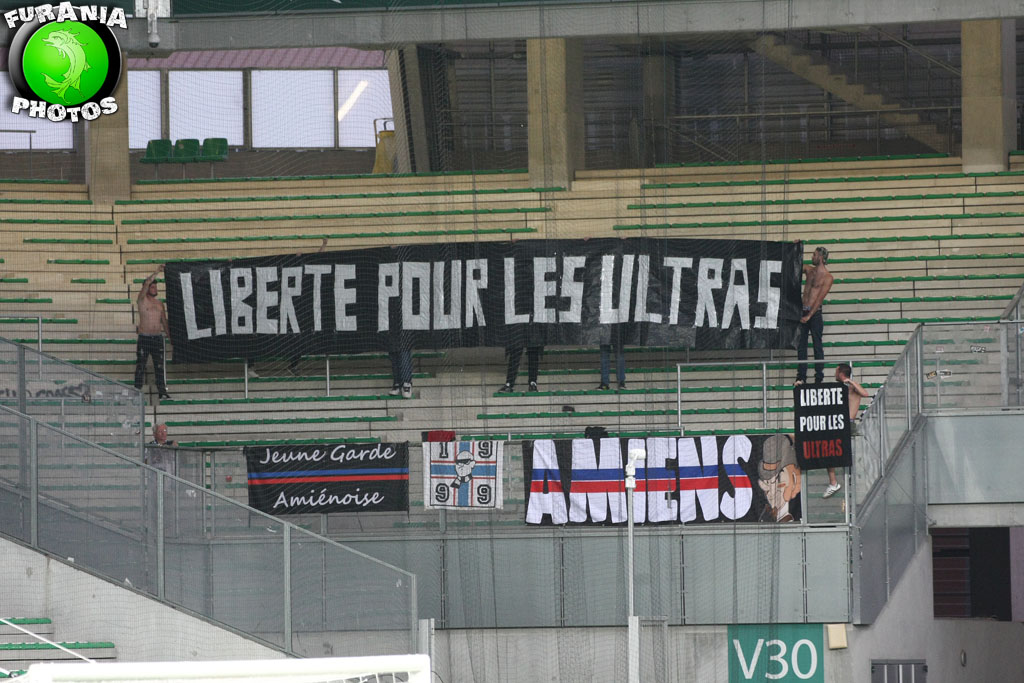 FURANIA
PHOTOS
LIBERTE POUR LES ULTRAS
LIBERTE
POUR LES
ULTRAS
Jeune Garde
Amiénoise
19
99
AMIENS
V30